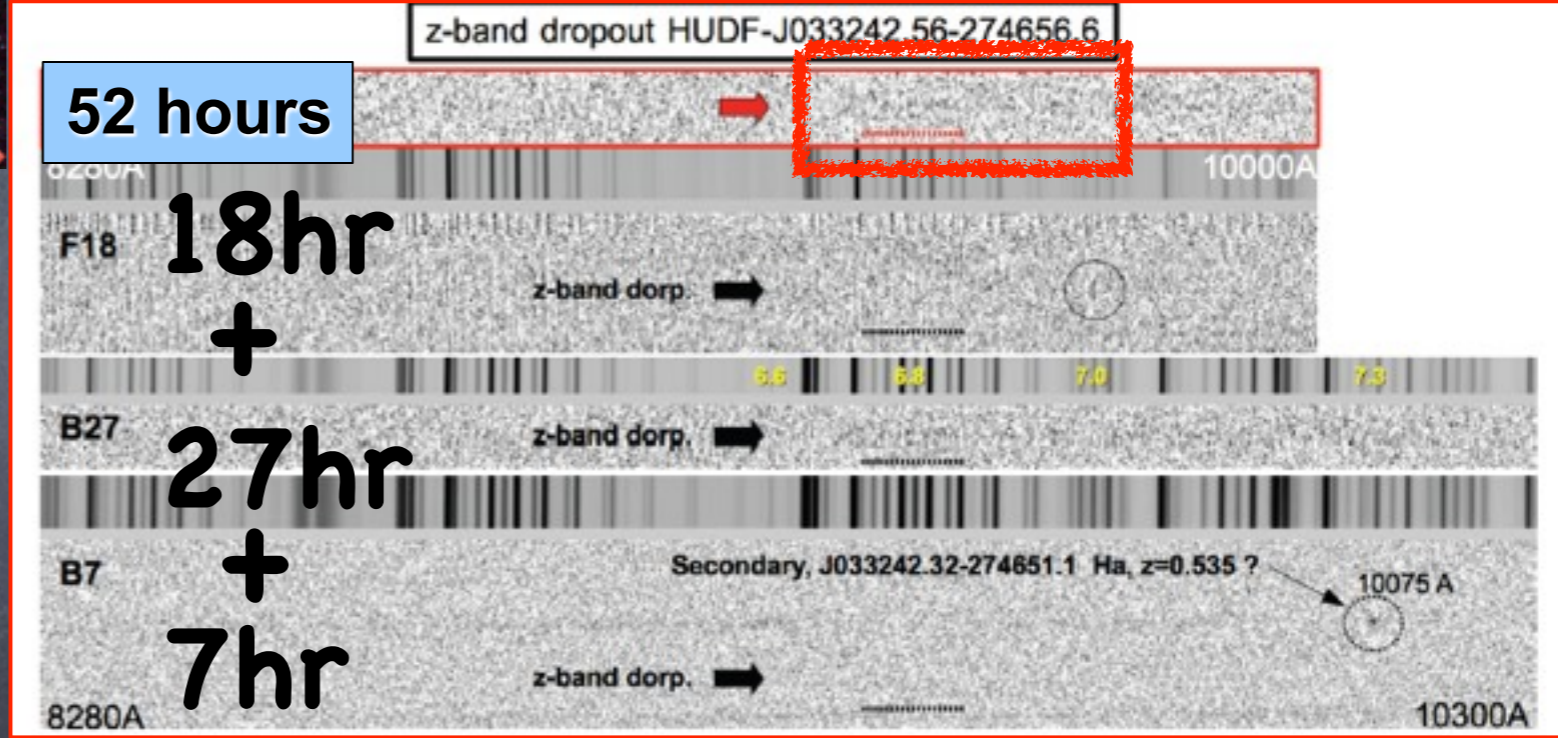 z-band dropout HUDF-J033242.56-274656.6
52 hours
8280A
10000A
F18
18hr
z-band dorp.
+
6.6 6.8 7.0 7.3
B27
27hr
z-band dorp.
+
B7
Secondary, J033242.32-274651.1 Ha, z=0.535 ?
10075 A
7hr
z-band dorp.
8280A
10300A